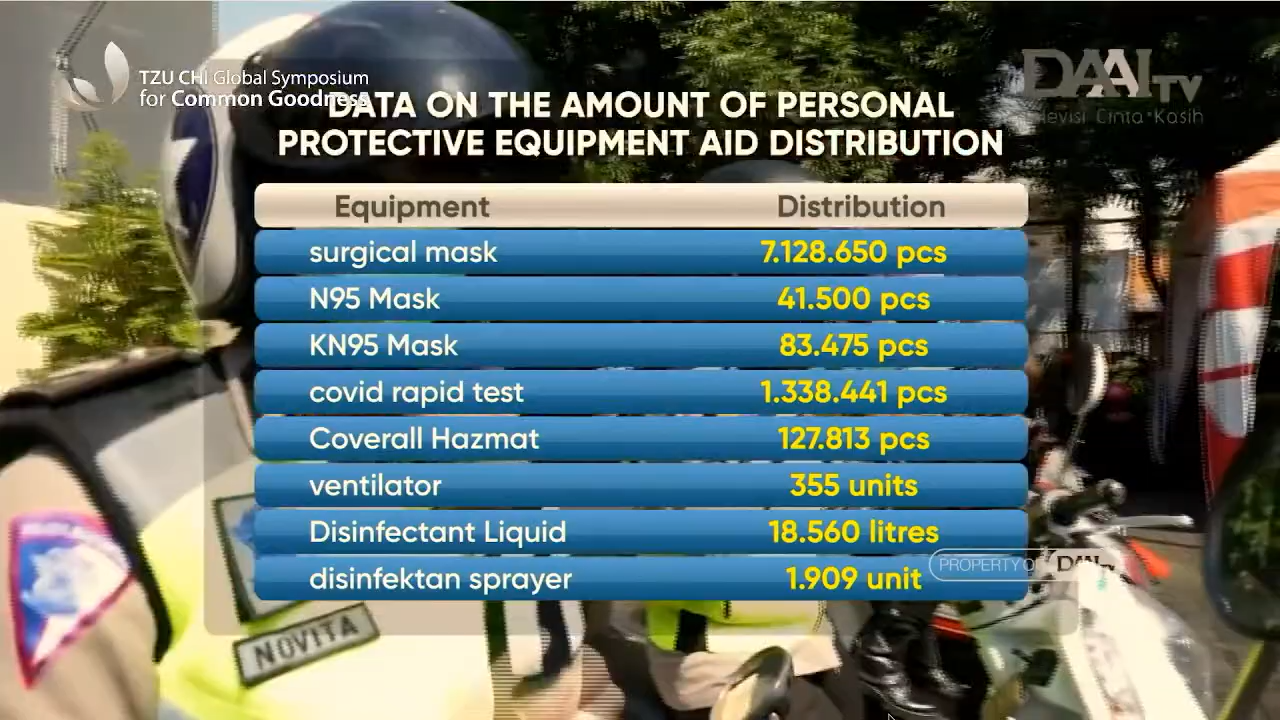 TZU CHI Global Symposium
for Common Goodness
DAAI TV
levisi Cinta Kasih
DATA ON THE AMOUNT OF PERSONAL
PROTECTIVE EQUIPMENT AID DISTRIBUTION
Equipment Distribution
surgical mask 7.128.650 pcs
N95 Mask 41.500 pcs
KN95 Mask 83.475 pcs
covid rapid test 1.338.441 pcs
Coverall Hazmat 127.813 pcs
ventilator 355 units
Disinfectant Liquid 18.560 litres
disinfektan sprayer 1.909 unit
PROPERTY OF DAAI TV
NOVITA